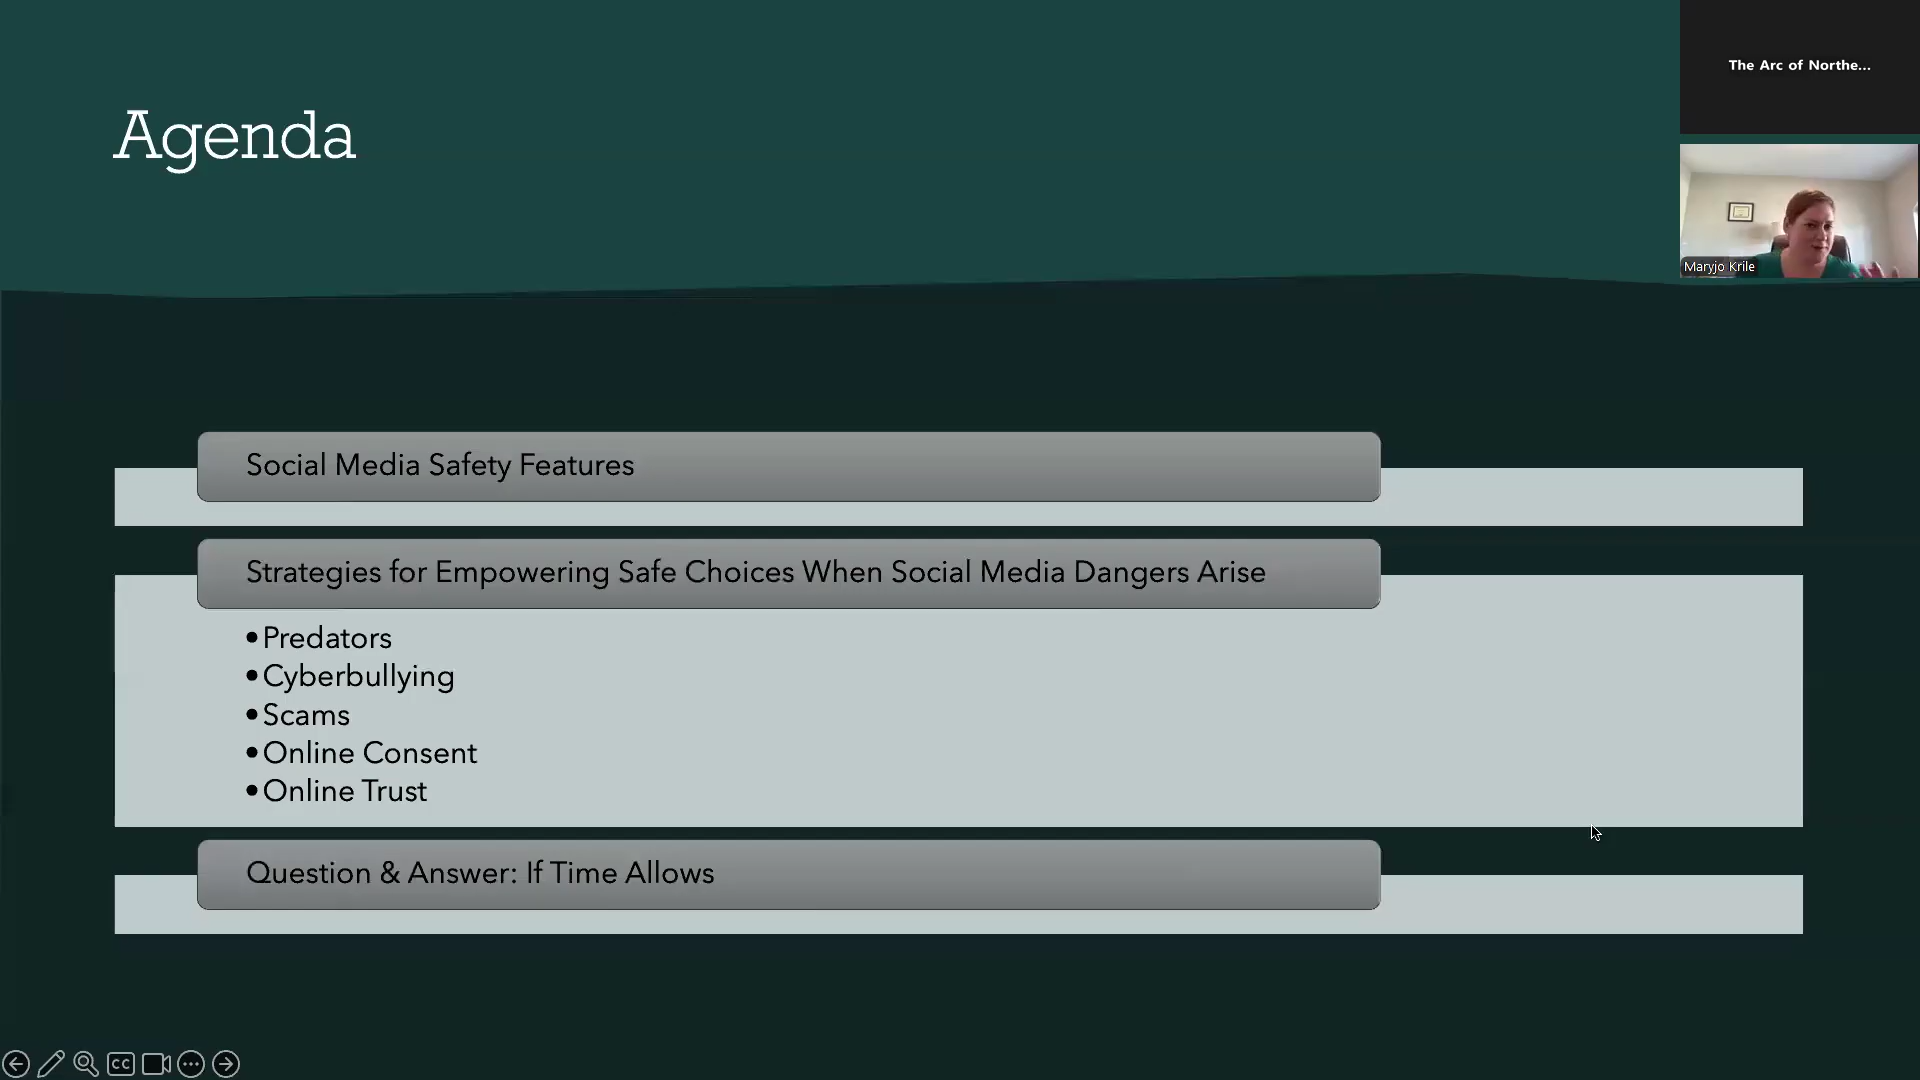 Agenda
The Arc of Northe...
Maryjo Krile
Social Media Safety Features
Strategies for Empowering Safe Choices When Social Media Dangers Arise
•Predators
•Cyberbullying
•Scams
•Online Consent
•Online Trust
Question & Answer: If Time Allows
CC